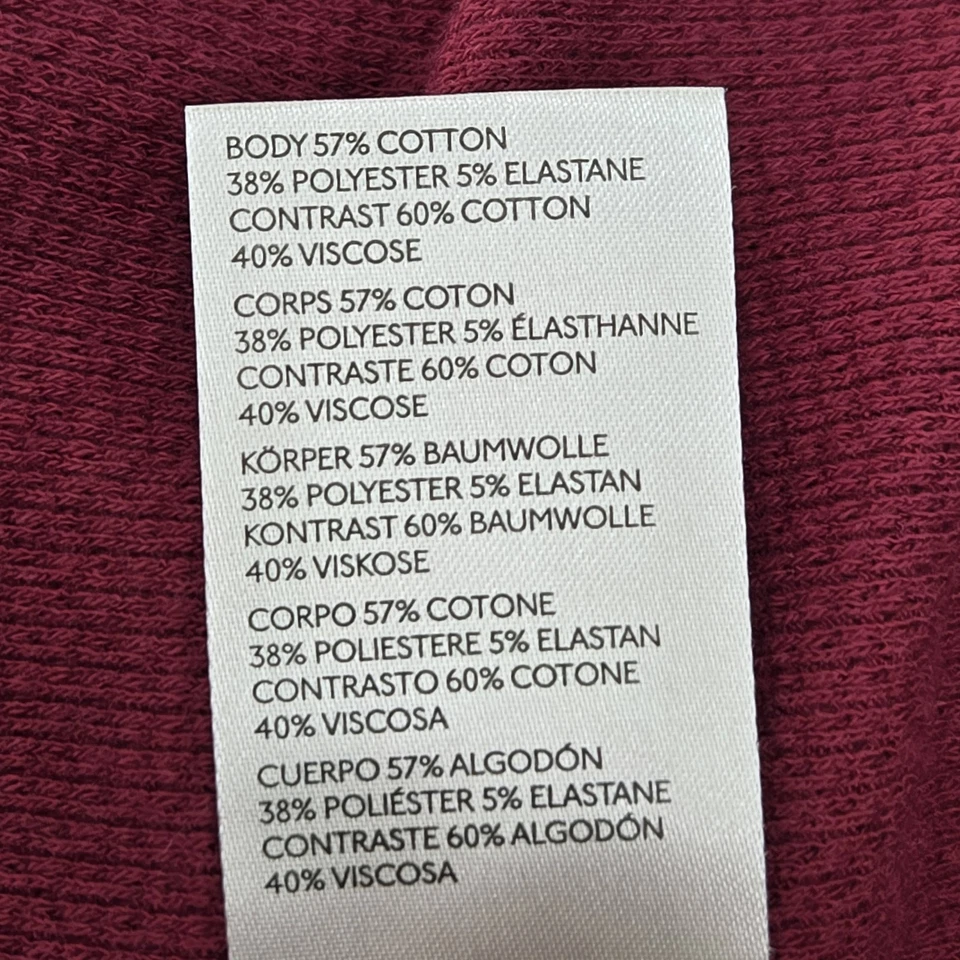 BODY 57% COTTON
38% POLYESTER 5% ELASTANE
CONTRAST 60% COTTON
40% VISCOSE
CORPS 57% COTON
38% POLYESTER 5% ÉLASTHANNE
CONTRASTE 60% COTON
40% VISCOSE
KÖRPER 57% BAUMWOLLE
38% POLYESTER 5% ELASTAN
KONTRAST 60% BAUMWOLLE
40% VISKOSE
CORPO 57% COTONE
38% POLIESTERE 5% ELASTAN
CONTRASTO 60% COTONE
40% VISCOSA
CUERPO 57% ALGODÓN
38% POLIÉSTER 5% ELASTANE
CONTRASTE 60% ALGODÓN
40% VISCOSA